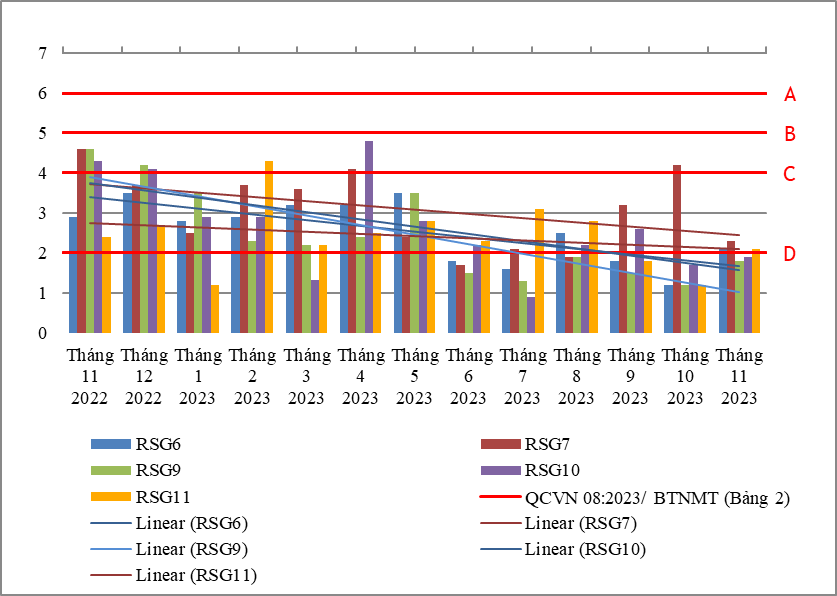 7
6
A
5
B
4
C
3
2
D
1
0
Tháng Tháng Tháng Tháng Tháng Tháng Tháng Tháng Tháng Tháng Tháng Tháng Tháng
11 12 1 2 3 4 5 6 7 8 9 10 11
2022 2022 2023 2023 2023 2023 2023 2023 2023 2023 2023 2023 2023
RSG6 RSG7
RSG9 RSG10
RSG11 QCVN 08:2023/ BTNMT (Bảng 2)
Linear (RSG6) Linear (RSG7)
Linear (RSG9) Linear (RSG10)
Linear (RSG11)